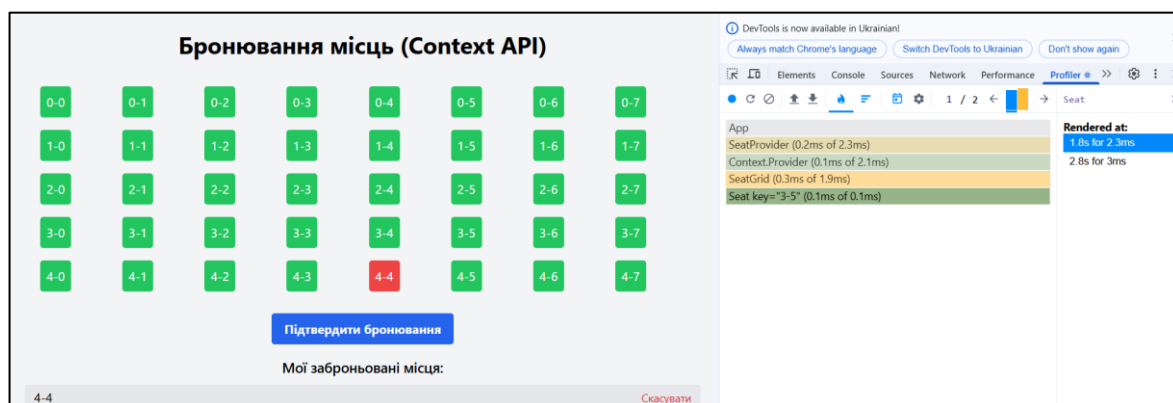 Бронювання місць (Context API)
0-0 0-1 0-2 0-3 0-4 0-5 0-6 0-7
1-0 1-1 1-2 1-3 1-4 1-5 1-6 1-7
2-0 2-1 2-2 2-3 2-4 2-5 2-6 2-7
3-0 3-1 3-2 3-3 3-4 3-5 3-6 3-7
4-0 4-1 4-2 4-3 4-4 4-5 4-6 4-7
Підтвердити бронювання
Мої заброньовані місця:
4-4 Скасувати
DevTools is now available in Ukrainian!
Always match Chrome's language Switch DevTools to Ukrainian Don't show again
Elements Console Sources Network Performance Profiler
1 / 2 Seat
App
SeatProvider (0.2ms of 2.3ms)
Context.Provider (0.1ms of 2.1ms)
SeatGrid (0.3ms of 1.9ms)
Seat key="3-5" (0.1ms of 0.1ms)
Rendered at:
1.8s for 2.3ms
2.8s for 3ms